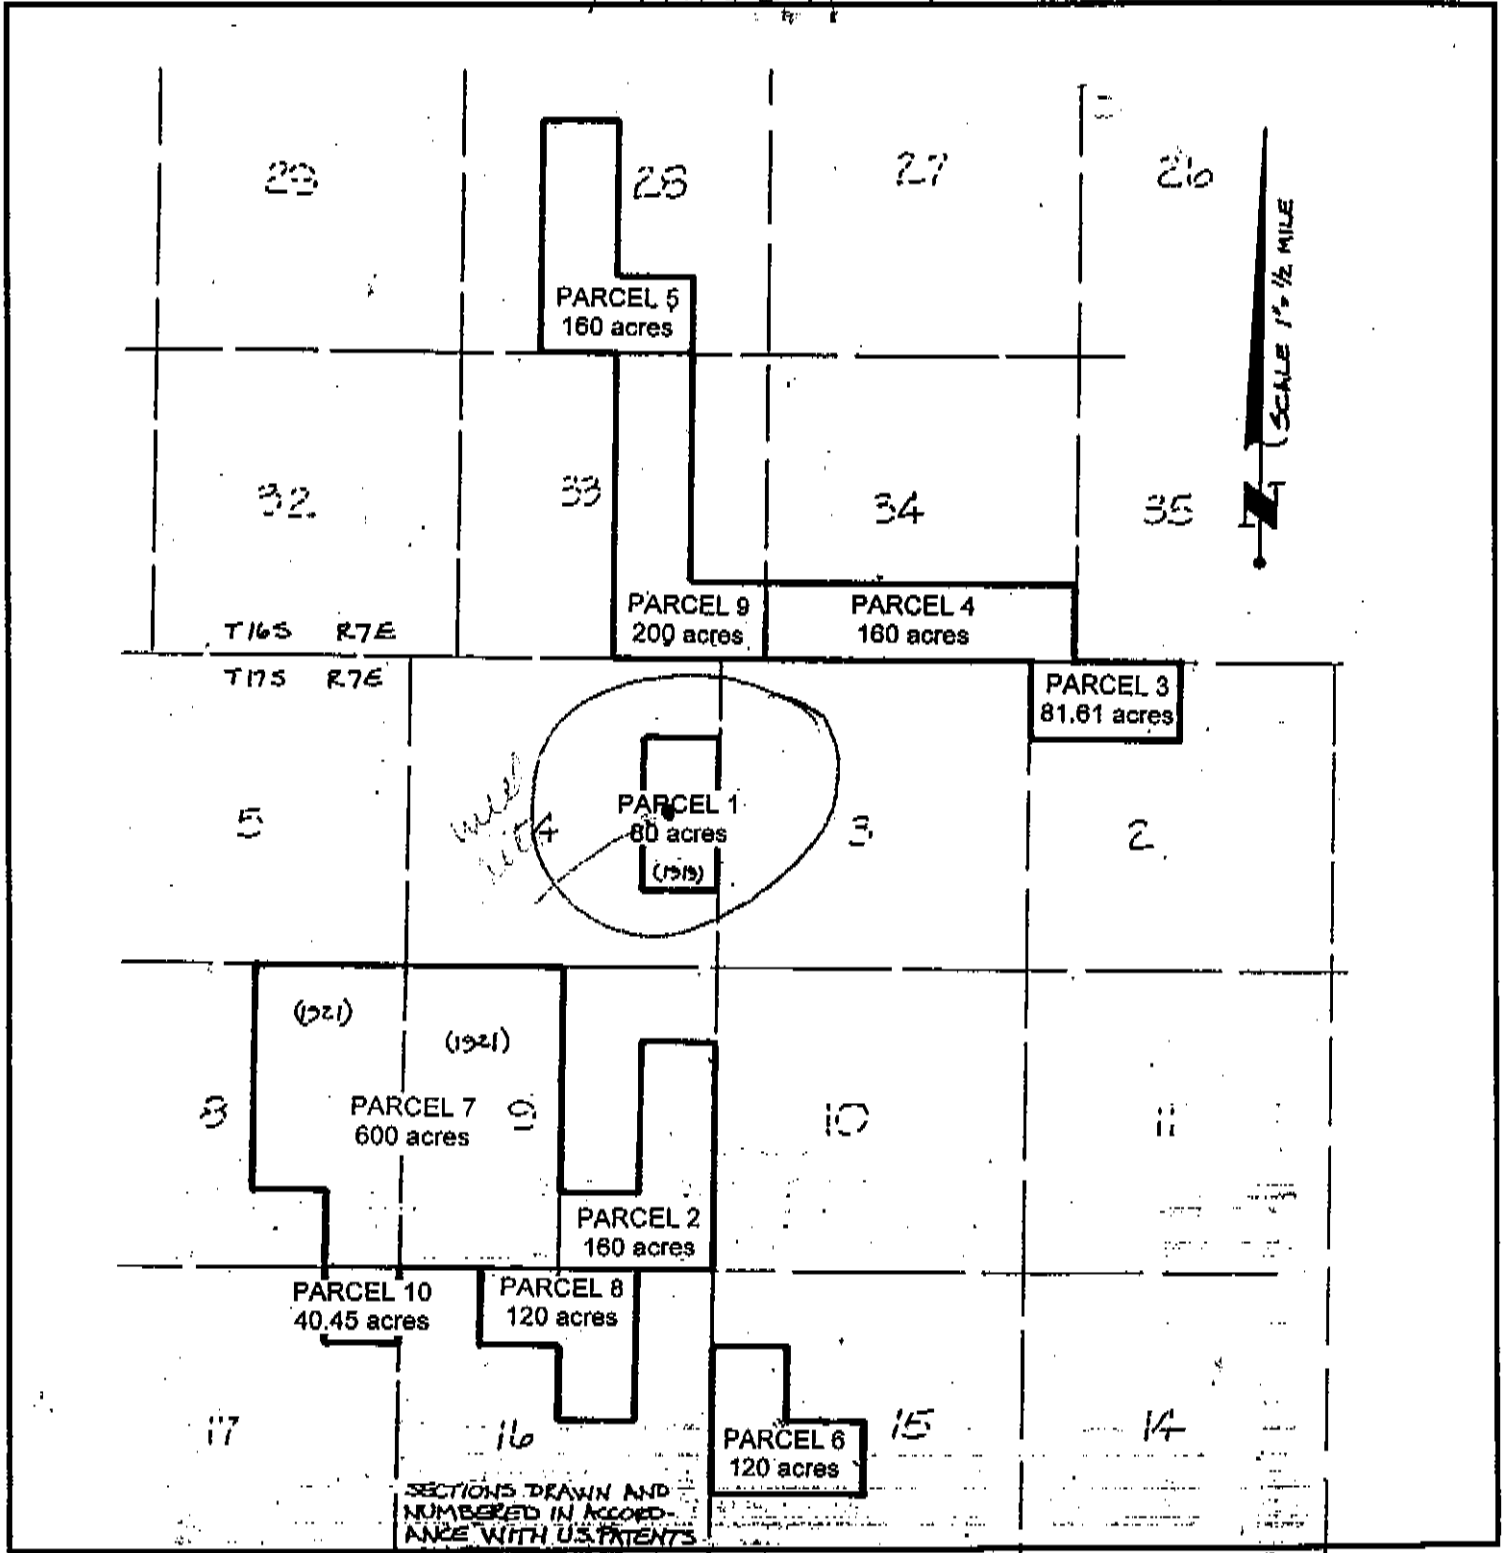 29
28
27
26
PARCEL 5
160 acres
(SCALE 1"= 1/2 MILE
32
33
34
35
N
PARCEL 9
200 acres
PARCEL 4
160 acres
T16S R7E
T17S R7E
PARCEL 3
81.61 acres
5
4
PARCEL 1
80 acres
(1919)
3
2
(1921)
(1921)
8
PARCEL 7
600 acres
9
10
11
PARCEL 2
160 acres
PARCEL 10
40.45 acres
PARCEL 8
120 acres
17
16
PARCEL 6
120 acres
15
14
SECTIONS DRAWN AND
NUMBERED IN ACCORD-
ANCE WITH U.S. PATENTS